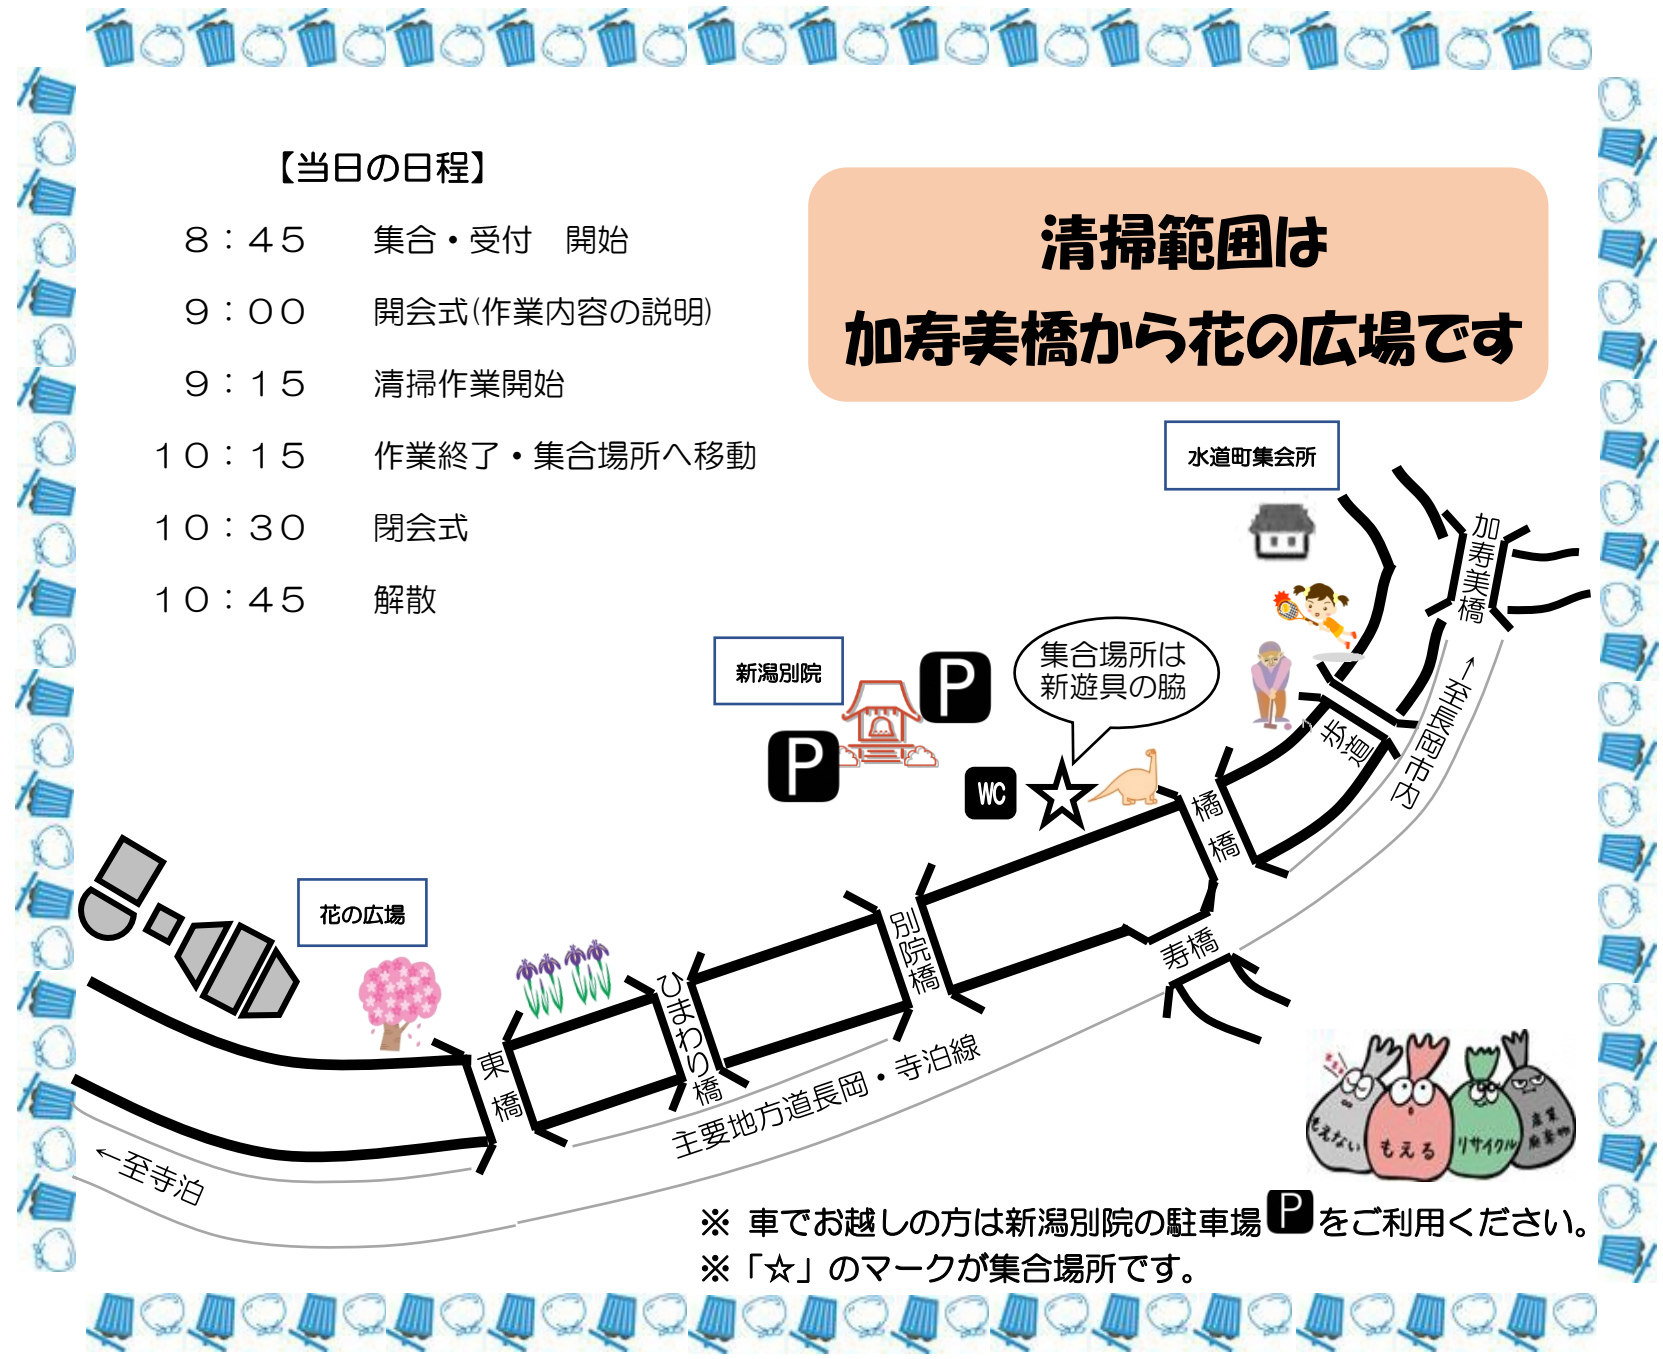 【当日の日程】
８：４５　集合・受付　開始
９：００　開会式(作業内容の説明)
９：１５　清掃作業開始
１０：１５　作業終了・集合場所へ移動
１０：３０　閉会式
１０：４５　解散
清掃範囲は
加寿美橋から花の広場です
水道町集会所
加寿美橋
新潟別院
P
P
集合場所は
新遊具の脇
WC
歩道
←至長岡市内
橘橋
寿橋
別院橋
ひまわり橋
東橋
花の広場
主要地方道長岡・寺泊線
←至寺泊
もえない
もえる
リサイクル
産業
廃棄物
※ 車でお越しの方は新潟別院の駐車場Pをご利用ください。
※「☆」のマークが集合場所です。